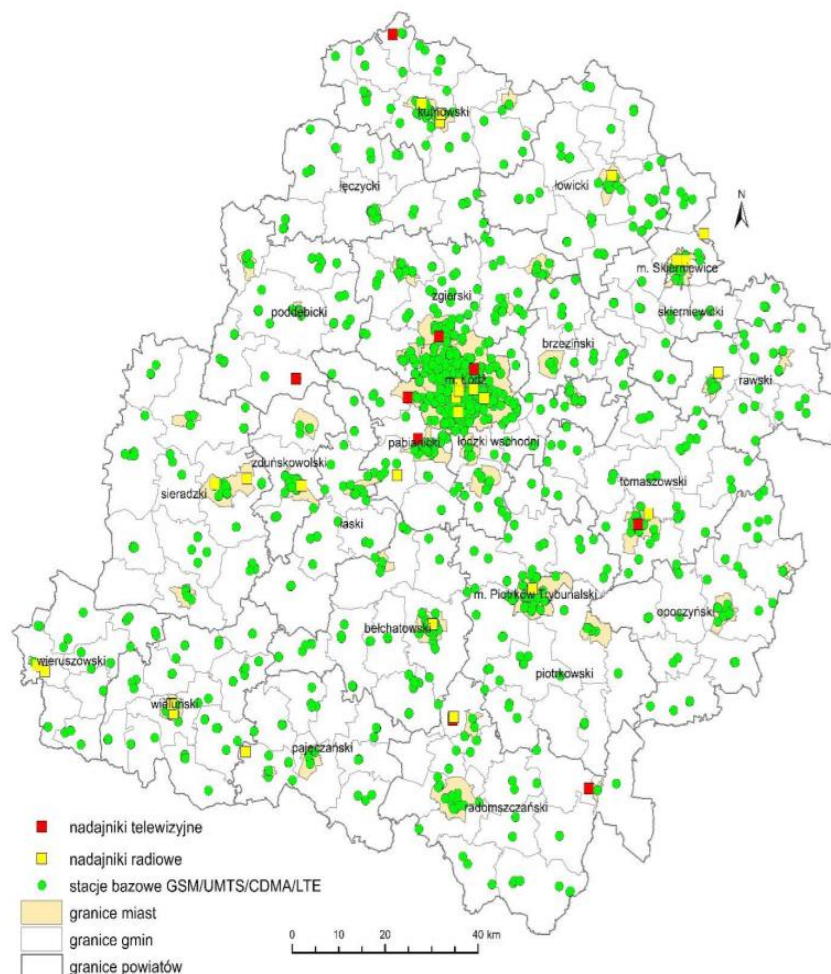 kutnowski
łęczycki
łowicki
N
m. Skierniewice
zgierski
poddębicki
skierniewicki
brzeziński
m. Łódź
rawski
pabianicki
łódzki wschodni
zduńskowolski
sieradzki
tomaszowski
łaski
m. Piotrków Trybunalski
opoczyński
bełchatowski
wieruszowski
piotrkowski
wieluński
pajęczański
radomszczański
nadajniki telewizyjne
nadajniki radiowe
stacje bazowe GSM/UMTS/CDMA/LTE
granice miast
granice gmin
granice powiatów
0 10 20 40 km